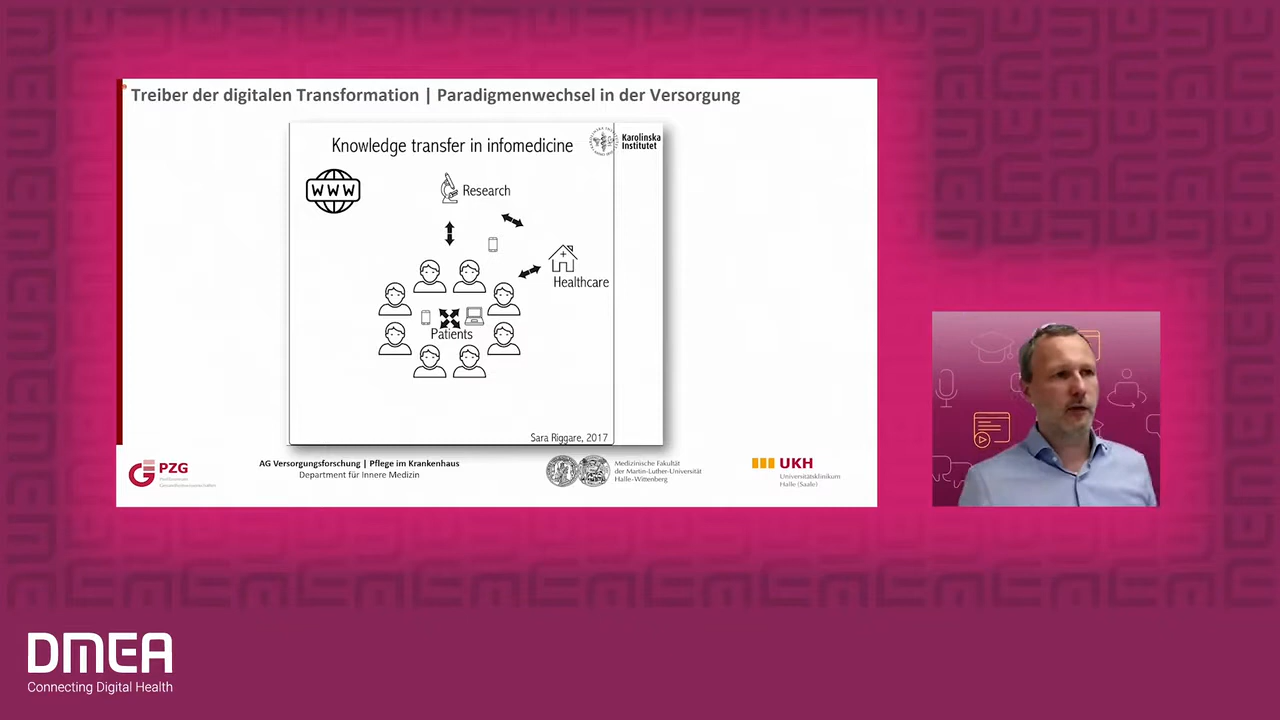 Treiber der digitalen Transformation | Paradigmenwechsel in der Versorgung
Knowledge transfer in infomedicine
Karolinska
Institutet
WWW
Research
Healthcare
Patients
Sara Riggare, 2017
PZG
AG Versorgungsforschung | Pflege im Krankenhaus
Department für Innere Medizin
Medizinische Fakultät
der Martin-Luther-Universität
Halle-Wittenberg
UKH
Universitätsklinikum
Halle (Saale)
DMEA
Connecting Digital Health